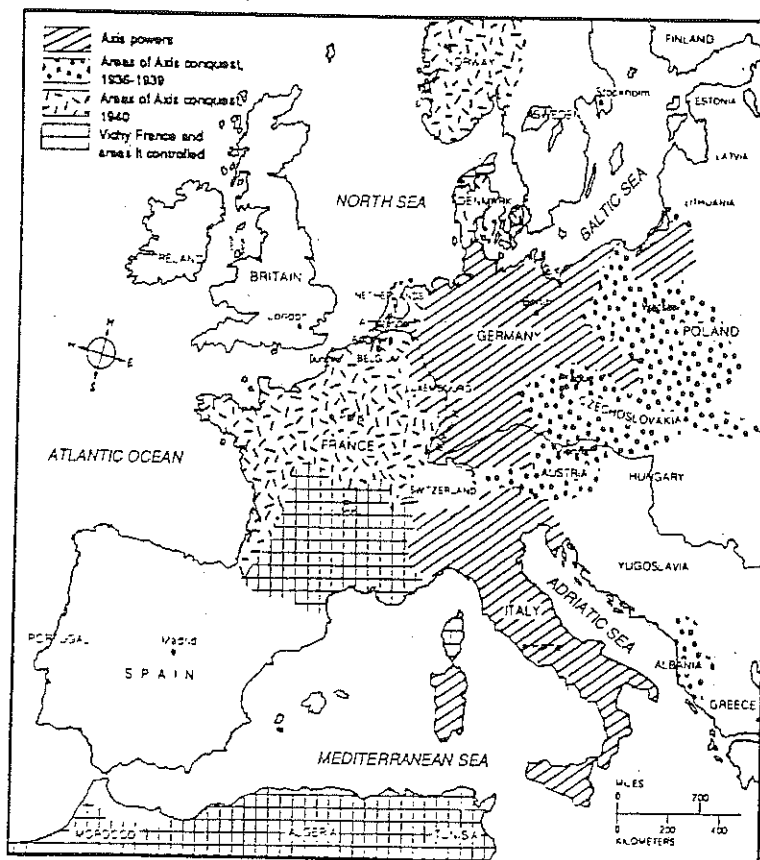 Axis powers
Areas of Axis conquest,
1936-1939
Areas of Axis conquest,
1940
Vichy France and
areas it controlled
FINLAND
NORWAY
Stockholm
SWEDEN
ESTONIA
LATVIA
NORTH SEA
DENMARK
BALTIC SEA
LITHUANIA
IRELAND
BRITAIN
NETHERLANDS
London
GERMANY
POLAND
BELGIUM
N
W
E
S
LUXEMBOURG
CZECHOSLOVAKIA
FRANCE
ATLANTIC OCEAN
AUSTRIA
SWITZERLAND
HUNGARY
YUGOSLAVIA
ITALY
ADRIATIC SEA
PORTUGAL
Madrid
SPAIN
ALBANIA
GREECE
MEDITERRANEAN SEA
MILES
0 200
MOROCCO
ALGERIA
TUNISIA
0 200 400
KILOMETERS